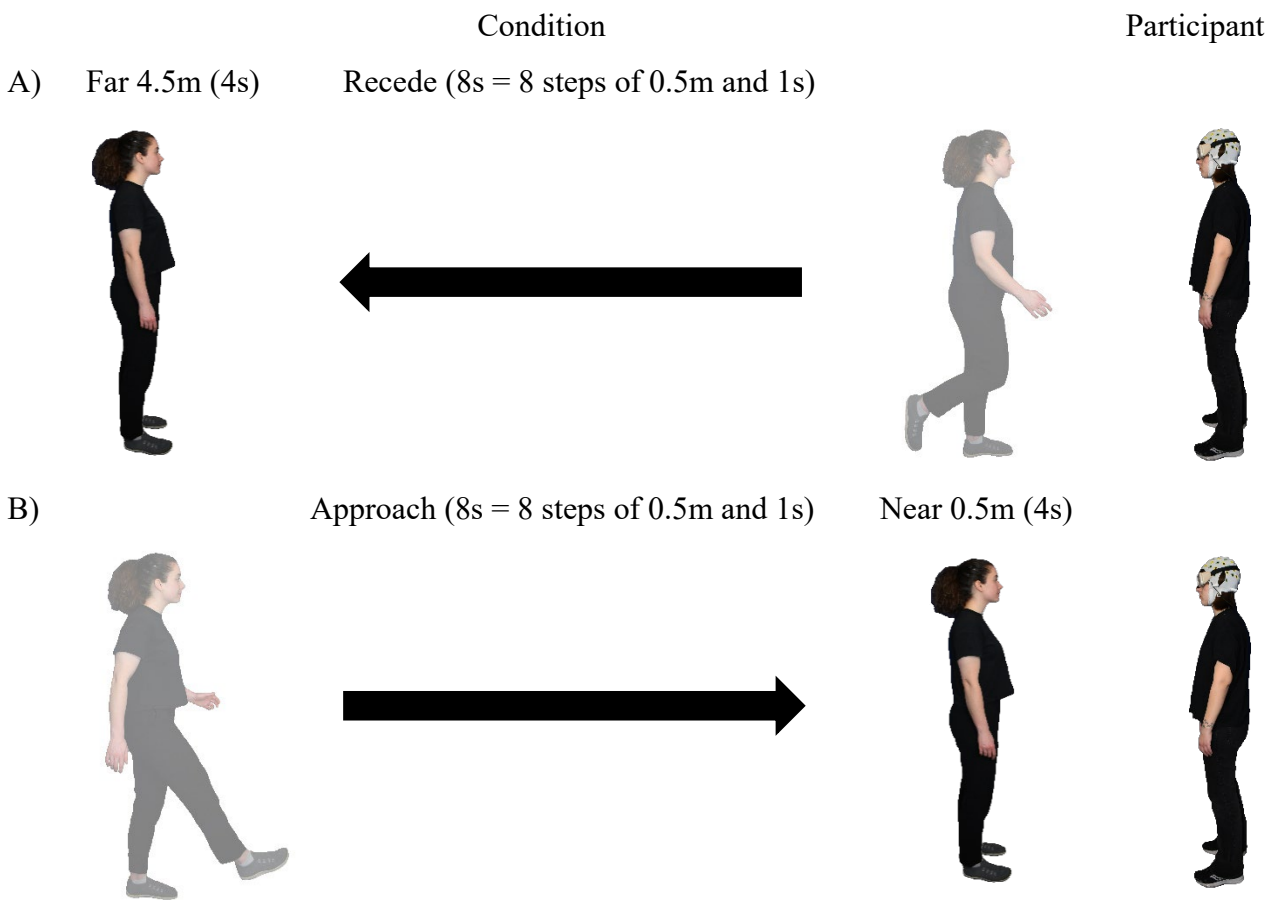 Condition Participant
A) Far 4.5m (4s) Recede (8s = 8 steps of 0.5m and 1s)
B) Approach (8s = 8 steps of 0.5m and 1s) Near 0.5m (4s)